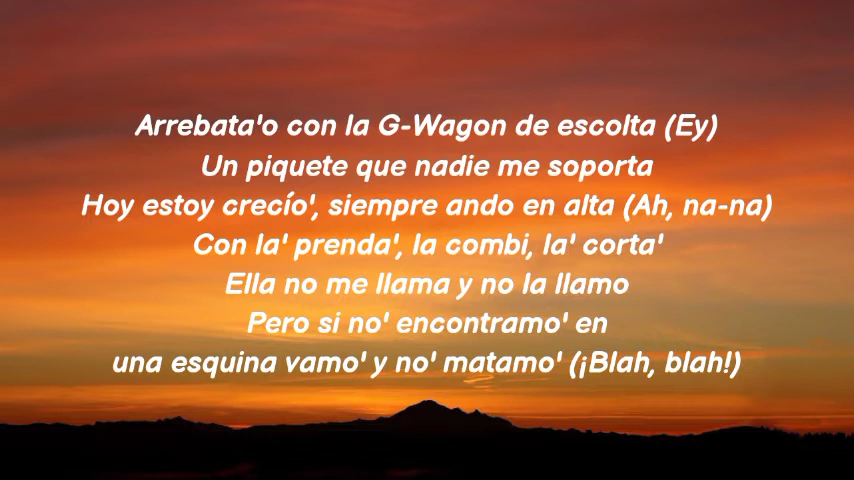 Arrebata'o con la G-Wagon de escolta (Ey)
Un piquete que nadie me soporta
Hoy estoy crecío', siempre ando en alta (Ah, na-na)
Con la' prenda', la combi, la' corta'
Ella no me llama y no la llamo
Pero si no' encontramo' en
una esquina vamo' y no' matamo' (¡Blah, blah!)